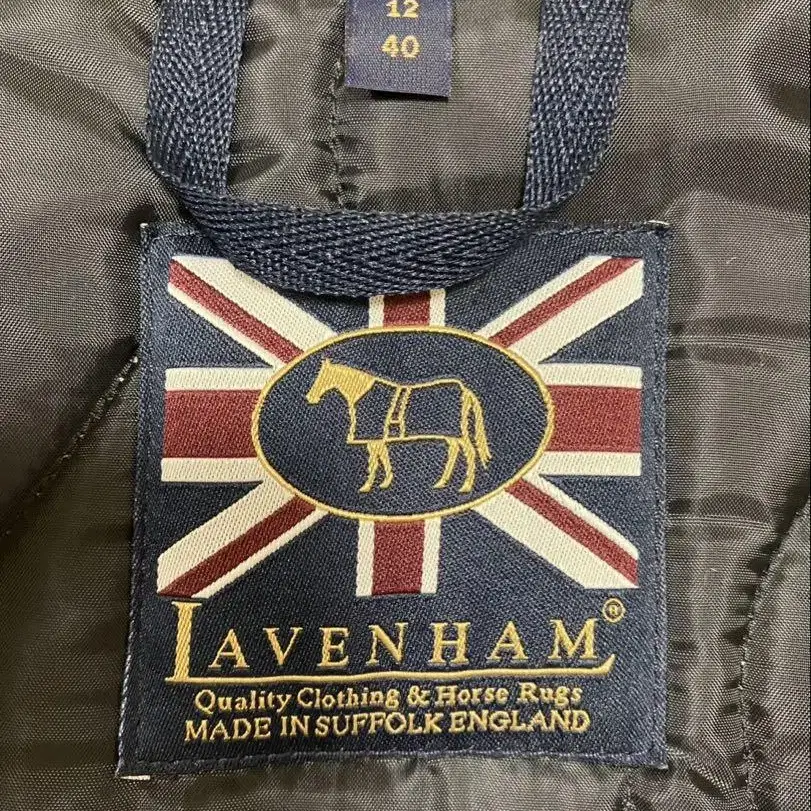 12
40
LAVENHAM®
Quality Clothing & Horse Rugs
MADE IN SUFFOLK ENGLAND